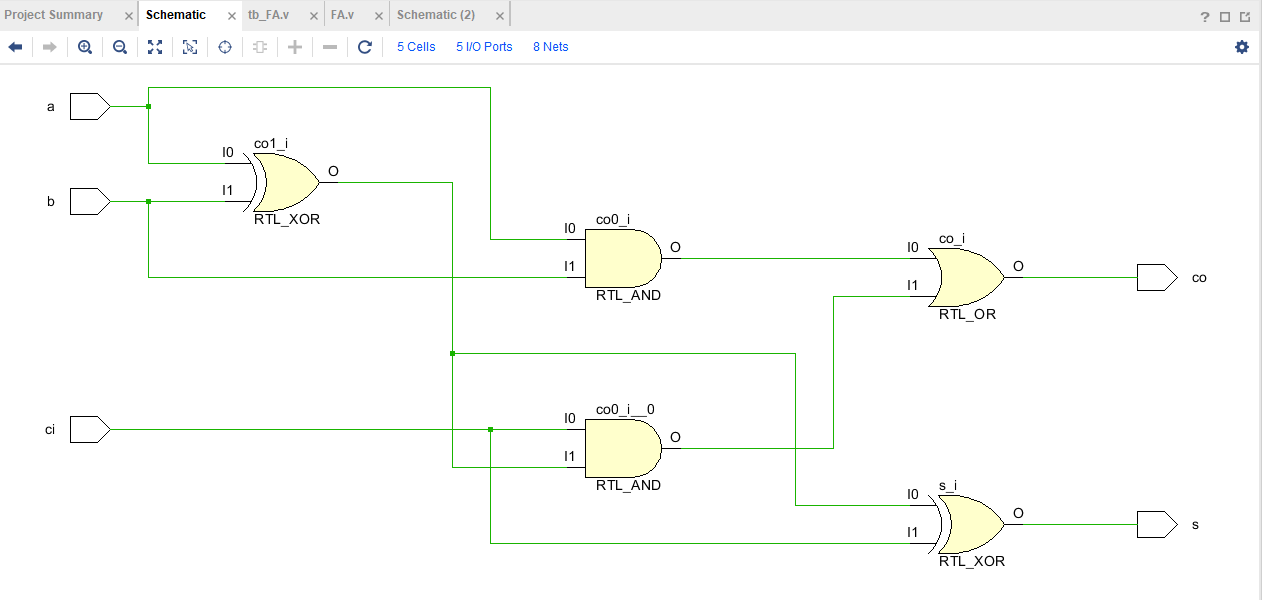 Project Summary × Schematic × tb_FA.v × FA.v × Schematic (2) × ?
5 Cells 5 I/O Ports 8 Nets
a
co1_i
I0 O
b I1
RTL_XOR
co0_i
I0 O
I1
RTL_AND
co_i
I0 O
I1 co
RTL_OR
co0_i__0
ci I0 O
I1
RTL_AND
s_i
I0 O
I1 s
RTL_XOR